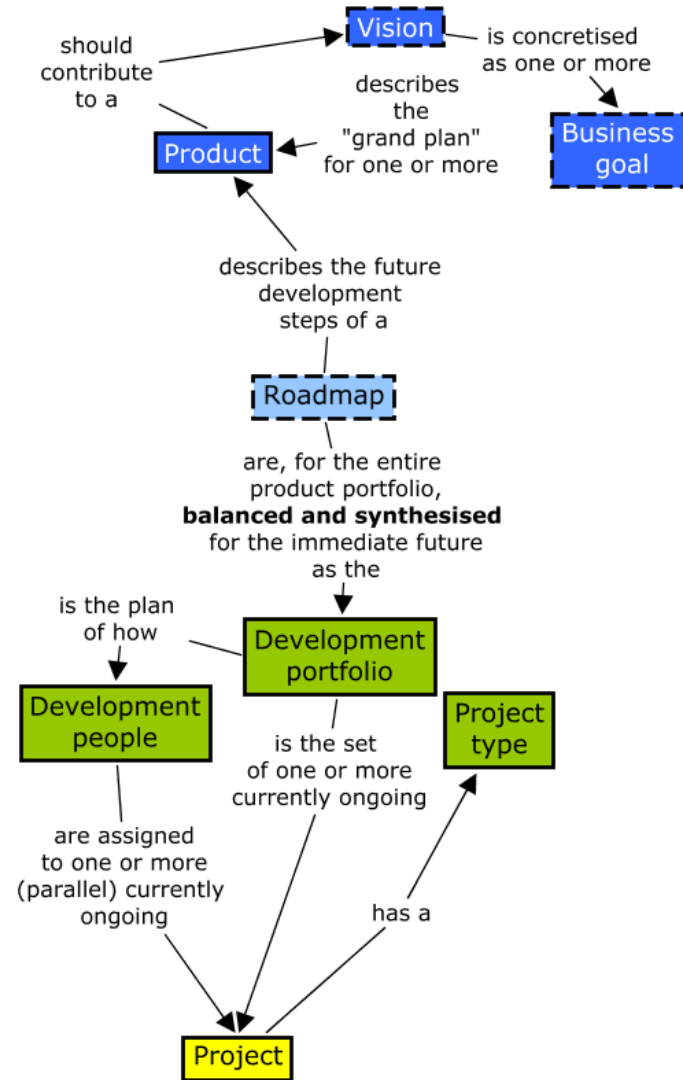 Vision
should
contribute
to a
is concretised
as one or more
describes
the
"grand plan"
for one or more
Product
Business
goal
describes the future
development
steps of a
Roadmap
are, for the entire
product portfolio,
balanced and synthesised
for the immediate future
as the
is the plan
of how
Development
portfolio
Development
people
Project
type
is the set
of one or more
currently ongoing
are assigned
to one or more
(parallel) currently
ongoing
has a
Project